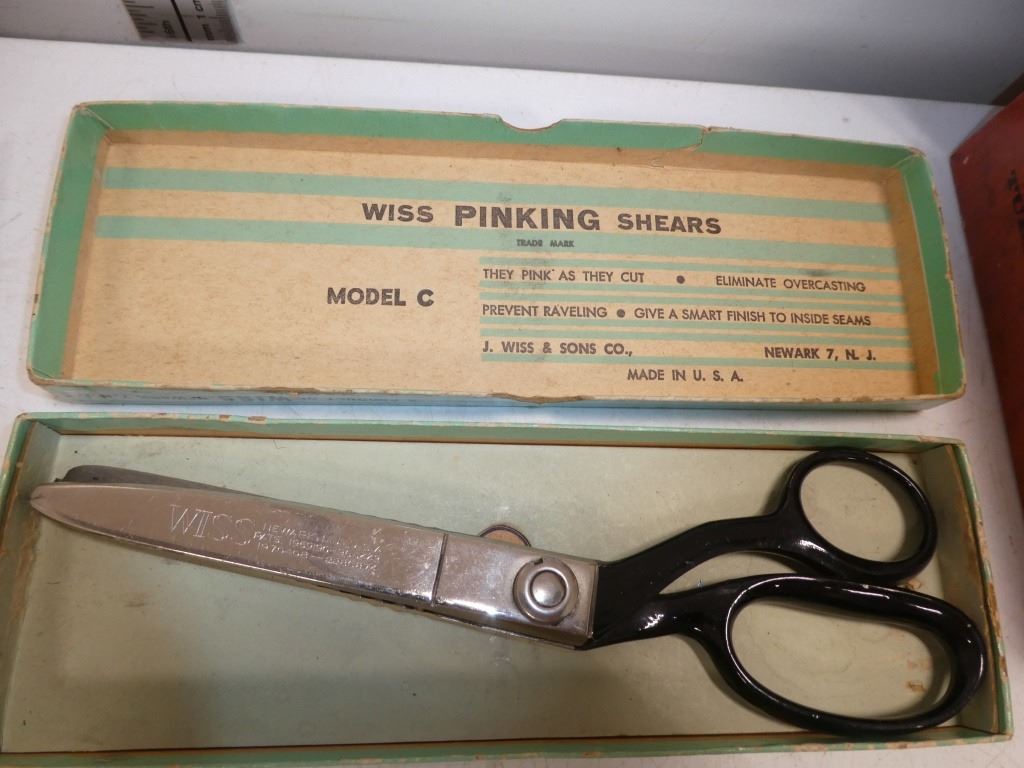 WISS PINKING SHEARS
TRADE MARK
THEY PINK AS THEY CUT • ELIMINATE OVERCASTING
MODEL C
PREVENT RAVELING • GIVE A SMART FINISH TO INSIDE SEAMS
J. WISS & SONS CO., NEWARK 7, N. J.
MADE IN U. S. A.
WISS